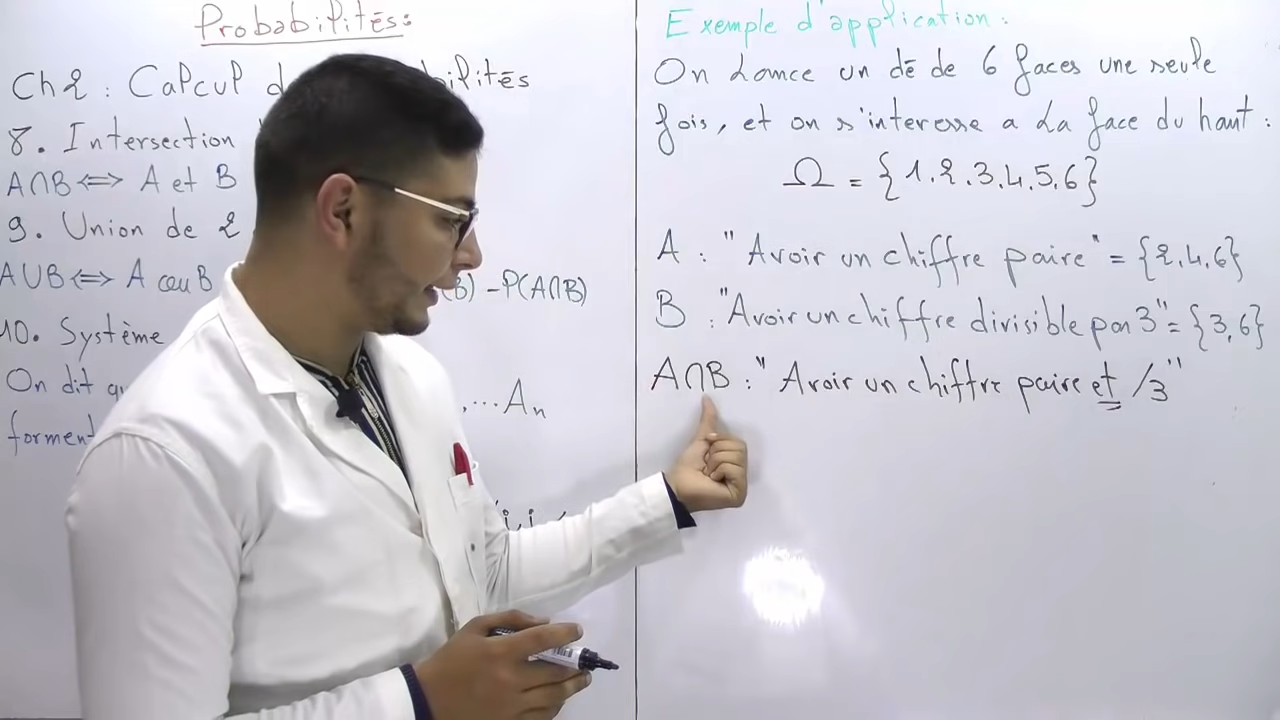 Probabilités:
Ch2 : Calcul d bilités
8. Intersection
A∩B ⟺ A et B
9. Union de 2
A∪B ⟺ A ou B B) - P(A∩B)
10. Système
On dit qu ,... An
forment
Exemple d'application :
On Lance un dé de 6 faces une seule
fois, et on s'interesse a La face du haut :
Ω = {1.2.3.4.5.6}
A : "Avoir un chiffre paire" = {2.4.6}
B : "Avoir un chiffre divisible par 3" = {3,6}
A∩B : "Avoir un chiffre paire et /3"